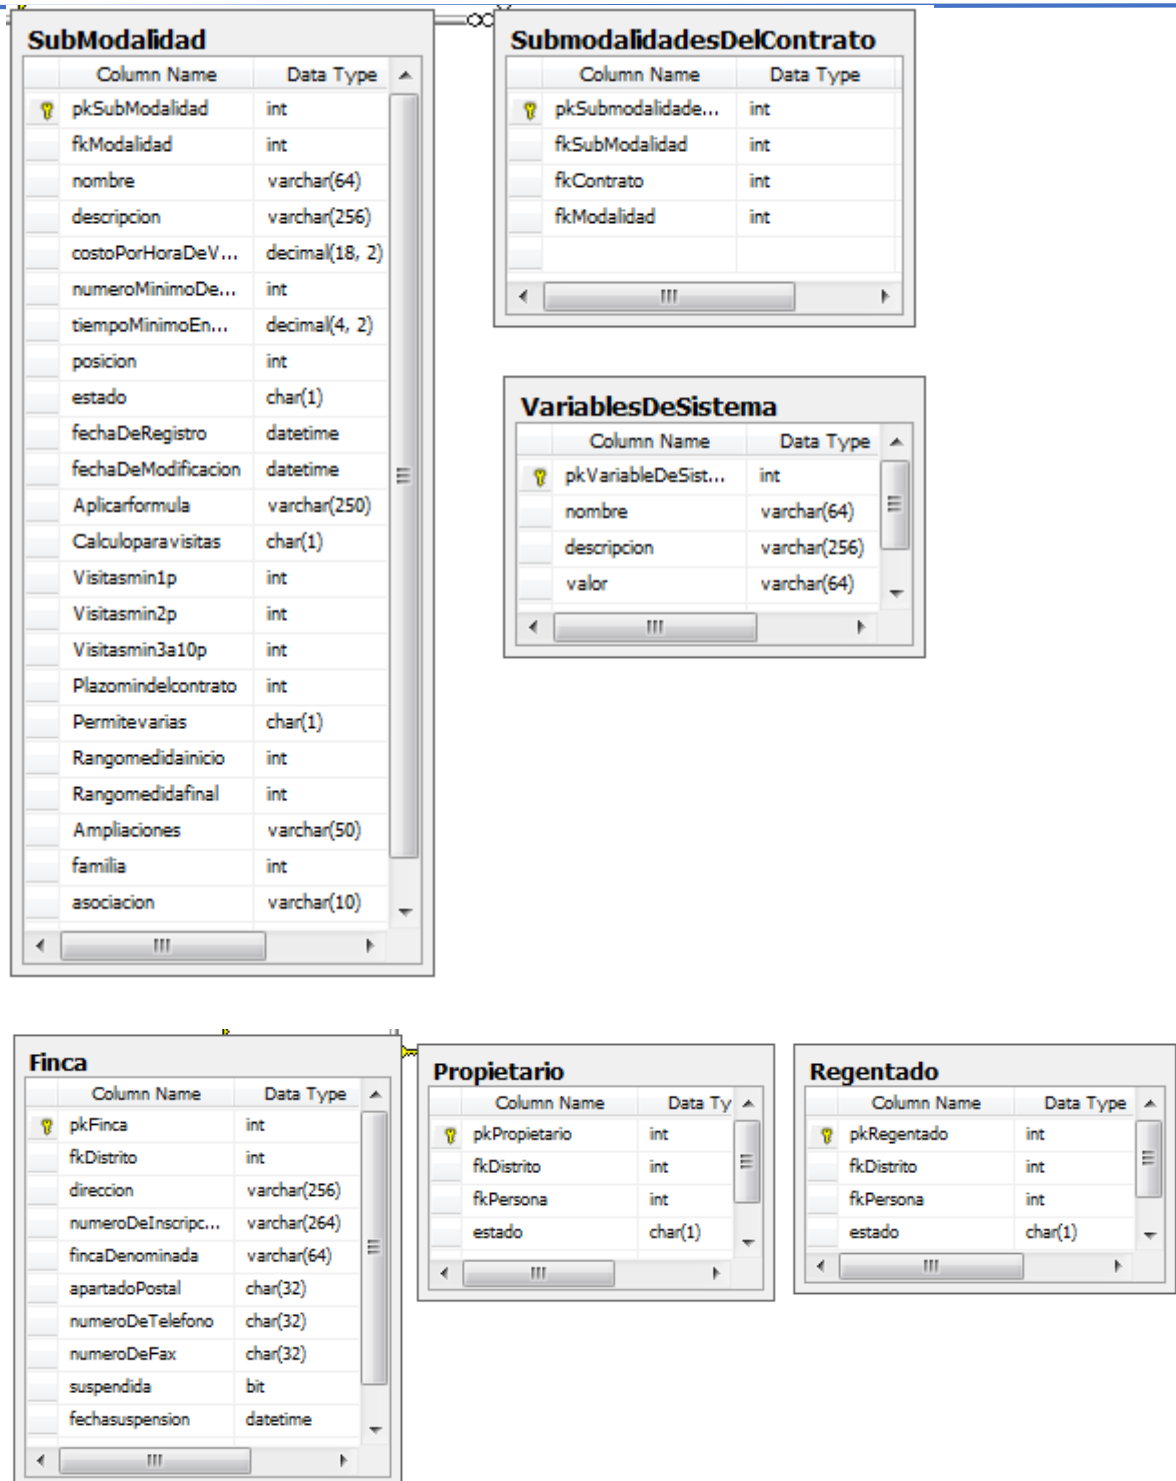 SubModalidad
Column Name Data Type
pkSubModalidad int
fkModalidad int
nombre varchar(64)
descripcion varchar(256)
costoPorHoraDeV... decimal(18, 2)
numeroMinimoDe... int
tiempoMinimoEn... decimal(4, 2)
posicion int
estado char(1)
fechaDeRegistro datetime
fechaDeModificacion datetime
Aplicarformula varchar(250)
Calculoparavisitas char(1)
Visitasmin1p int
Visitasmin2p int
Visitasmin3a10p int
Plazomindelcontrato int
Permitevarias char(1)
Rangomedidainicio int
Rangomedidafinal int
Ampliaciones varchar(50)
familia int
asociacion varchar(10)
SubmodalidadesDelContrato
Column Name Data Type
pkSubmodalidade... int
fkSubModalidad int
fkContrato int
fkModalidad int
VariablesDeSistema
Column Name Data Type
pkVariableDeSist... int
nombre varchar(64)
descripcion varchar(256)
valor varchar(64)
Finca
Column Name Data Type
pkFinca int
fkDistrito int
direccion varchar(256)
numeroDeInscripc... varchar(264)
fincaDenominada varchar(64)
apartadoPostal char(32)
numeroDeTelefono char(32)
numeroDeFax char(32)
suspendida bit
fechasuspension datetime
Propietario
Column Name Data Ty
pkPropietario int
fkDistrito int
fkPersona int
estado char(1)
Regentado
Column Name Data Type
pkRegentado int
fkDistrito int
fkPersona int
estado char(1)